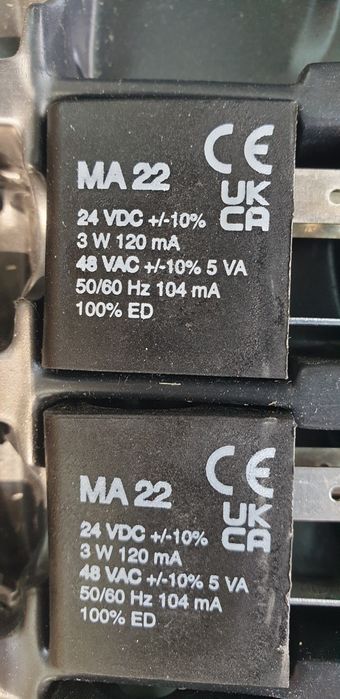 CE
MA 22
UK
CA
24 VDC +/-10%
3 W 120 mA
48 VAC +/-10% 5 VA
50/60 Hz 104 mA
100% ED
CE
MA 22
UK
CA
24 VDC +/-10%
3 W 120 mA
48 VAC +/-10% 5 VA
50/60 Hz 104 mA
100% ED